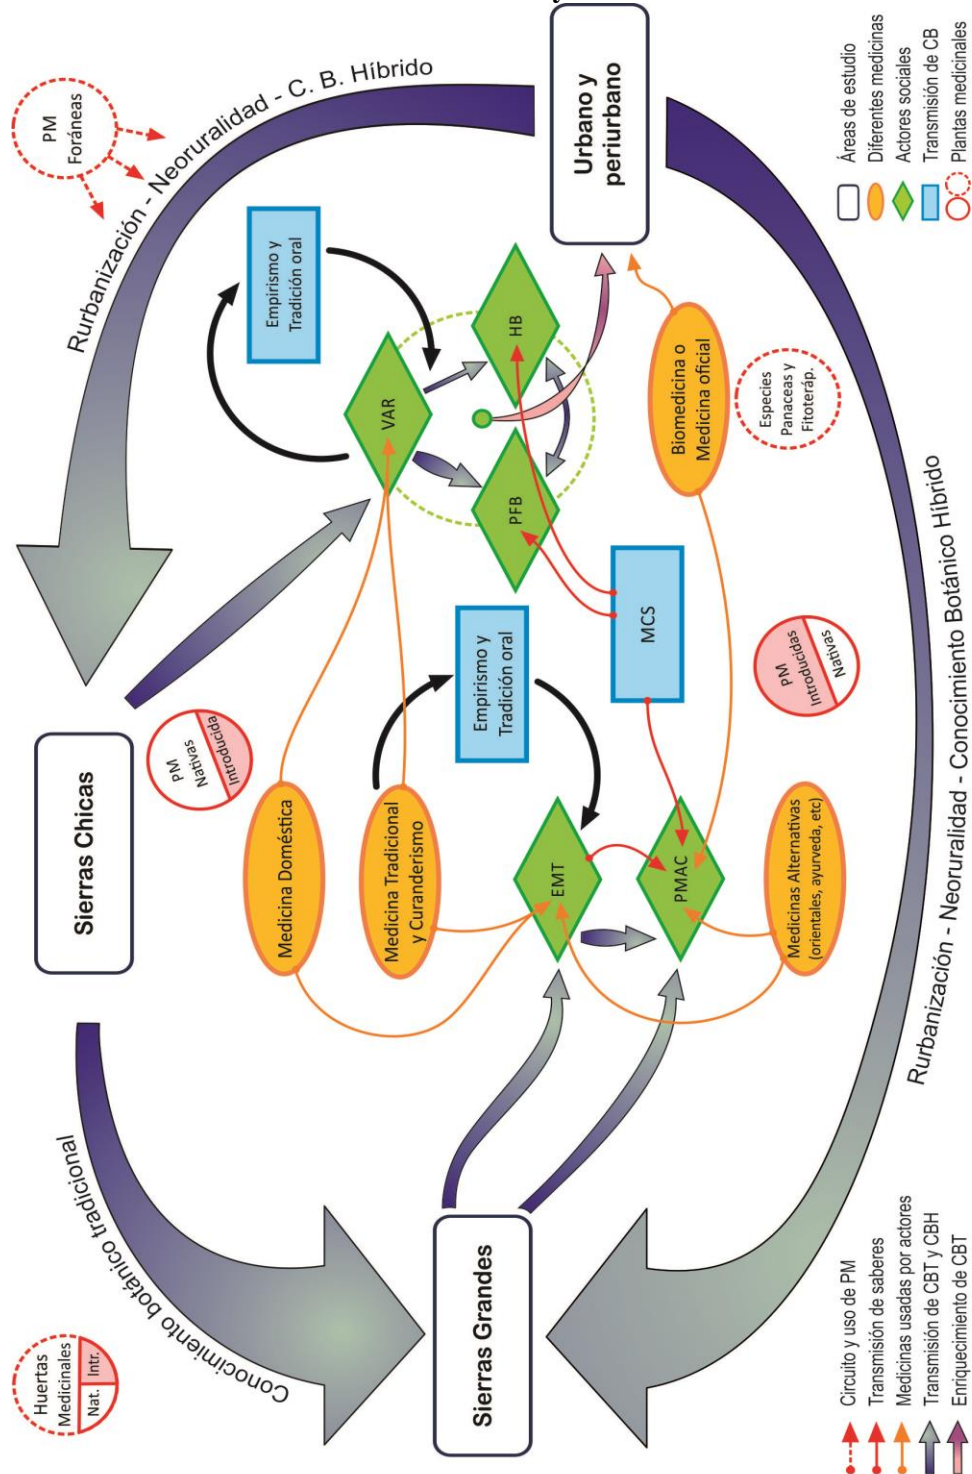 PM
Foráneas
Rurbanización - Neoruralidad - C. B. Híbrido
Sierras Chicas
Urbano y
periurbano
Sierras Grandes
Conocimiento botánico tradicional
Rurbanización - Neoruralidad - Conocimiento Botánico Híbrido
Huertas
Medicinales
Nat.
Intr.
PM
Nativas
Introducida
Empirismo y
Tradición oral
VAR
HB
PFB
Medicina Doméstica
Medicina Tradicional
y Curanderismo
Empirismo y
Tradición oral
MCS
EMT
PMAC
Biomedicina o
Medicina oficial
Especies
Panaceas y
Fitoteráp.
PM
Introducidas
Nativas
Medicinas Alternativas
(orientales, ayurveda, etc)
Circuito y uso de PM
Transmisión de saberes
Medicinas usadas por actores
Transmisión de CBT y CBH
Enriquecimiento de CBT
Áreas de estudio
Diferentes medicinas
Actores sociales
Transmisión de CB
Plantas medicinales